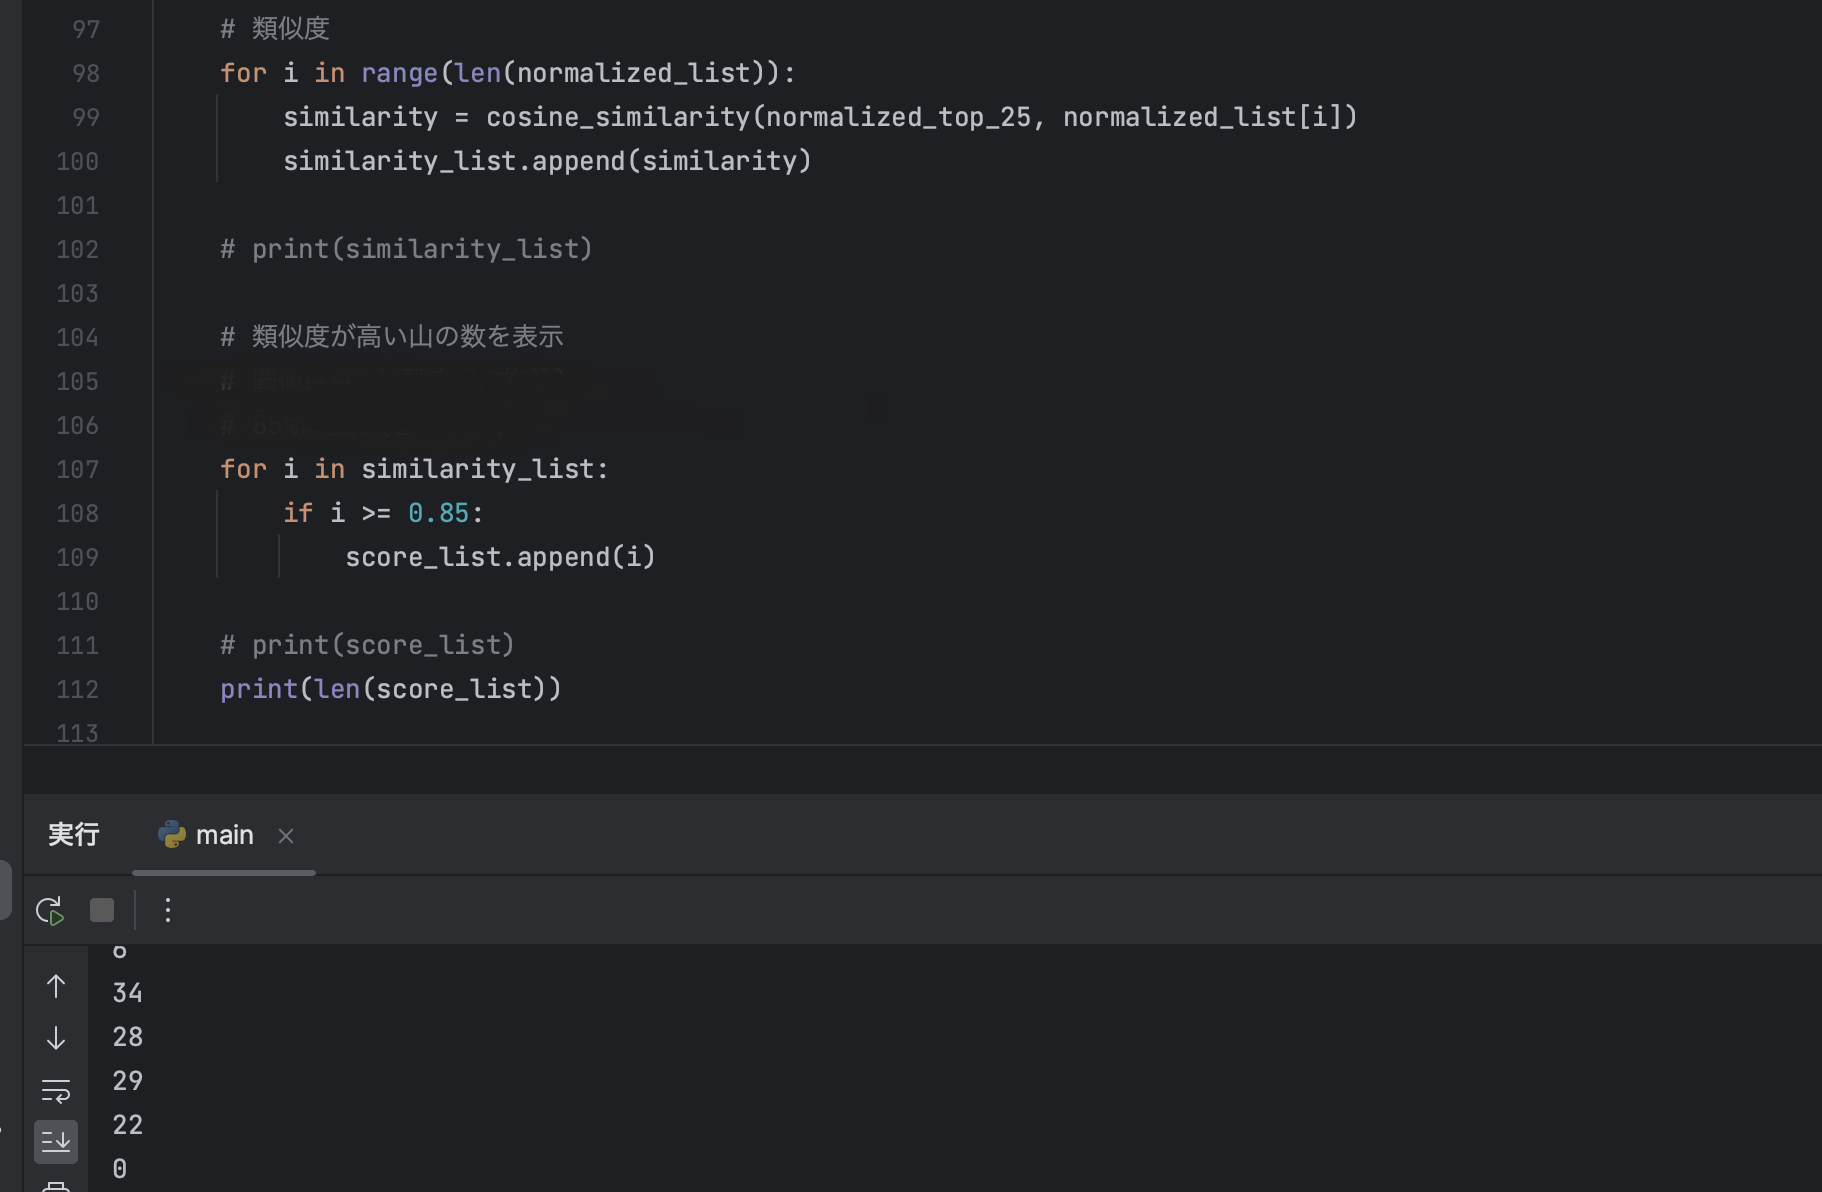 97 # 類似度
98 for i in range(len(normalized_list)):
99 similarity = cosine_similarity(normalized_top_25, normalized_list[i])
100 similarity_list.append(similarity)
101
102 # print(similarity_list)
103
104 # 類似度が高い山の数を表示
105 #
106 # 85%
107 for i in similarity_list:
108 if i >= 0.85:
109 score_list.append(i)
110
111 # print(score_list)
112 print(len(score_list))
113
実行 main
34
28
29
22
0